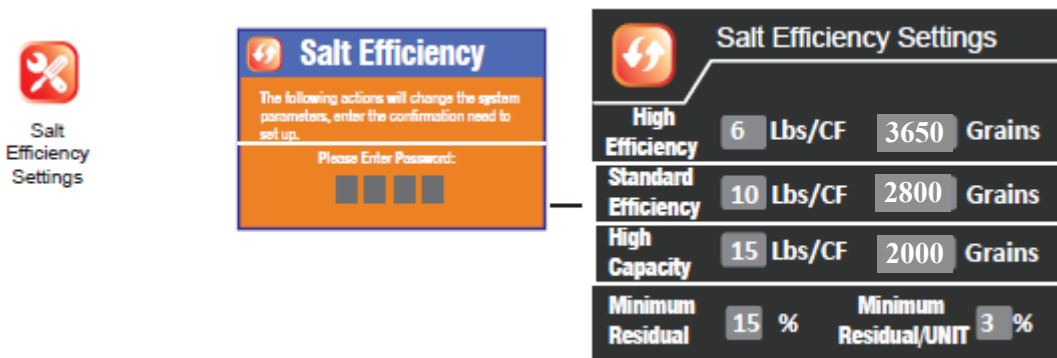 Salt
Efficiency
Settings
Salt Efficiency
The following actions will change the system
parameters, enter the confirmation need to
set up.
Please Enter Password:
Salt Efficiency Settings
High
Efficiency 6 Lbs/CF 3650 Grains
Standard
Efficiency 10 Lbs/CF 2800 Grains
High
Capacity 15 Lbs/CF 2000 Grains
Minimum
Residual 15 % Minimum
Residual/UNIT 3 %